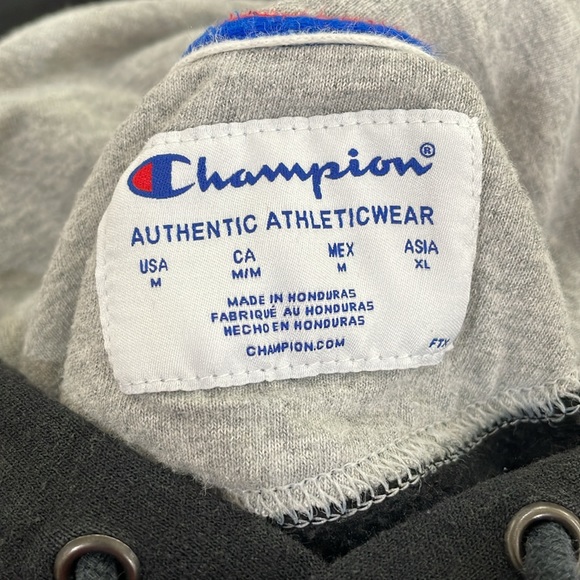 Champion®
AUTHENTIC ATHLETICWEAR
USA CA MEX ASIA
M M/M M XL
MADE IN HONDURAS
FABRIQUÉ AU HONDURAS
HECHO EN HONDURAS
CHAMPION.COM
FTX